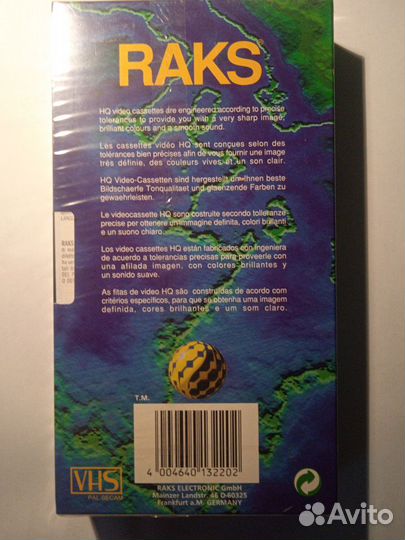 RAKS
HQ video cassettes are engineered according to precise
tolerances to provide you with a very sharp image,
brilliant colours and a smooth sound.
Les cassettes vidéo HQ sont conçues selon des
tolérances bien précises afin de vous fournir une image
très définie, des couleurs vives et un son clair.
HQ Video-Cassetten sind hergestellt um Ihnen beste
Bildschaerfe Tonqualitaet und glaenzende Farben zu
gewaehrleisten.
Le videocassette HQ sono costruite secondo tolleranze
precise per ottenere un immagine definita, colori brillanti
e un suono chiaro.
Los video cassettes HQ están fabricados con ingeniera
de acuerdo a tolerancias precisas para proveerle con
una afilada imagen, con colores brillantes y
un sonido suave.
As fitas de video HQ são construídas de acordo com
critérios específicos, para que se obtenha uma imagem
definida, cores brilhantes e um som claro.
RAKS
T.M.
4 004640 132202
VHS
PAL SECAM
RAKS ELECTRONIC GmbH
Mainzer Landstr. 46 D-60325
Frankfurt a.M. GERMANY
Avito